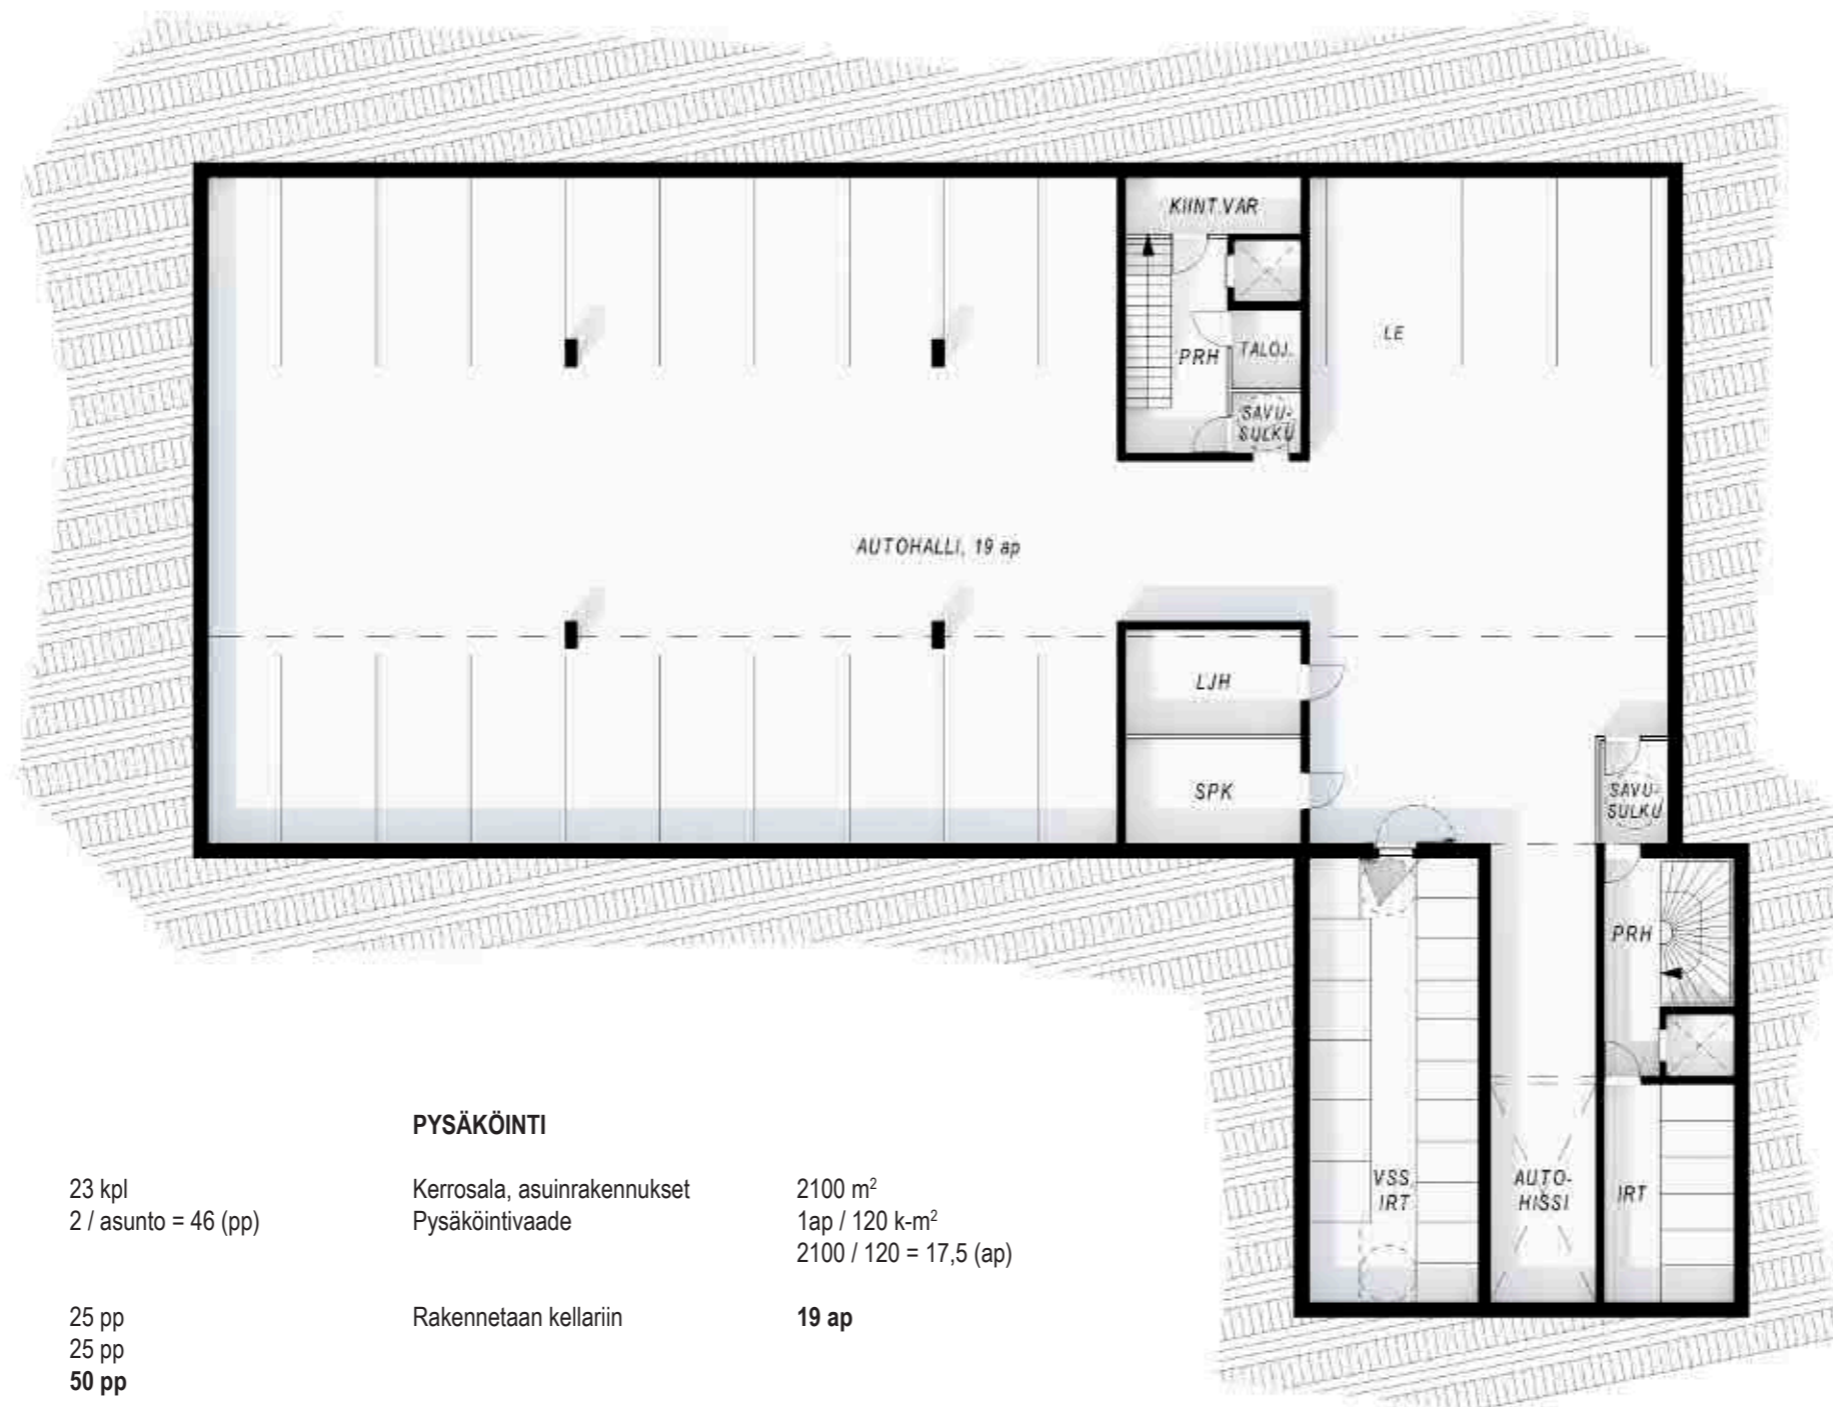 KIINT.VAR
LE
PRH
TALOJ.
SAVU-
SULKU
AUTOHALLI, 19 ap
LJH
SPK
SAVU-
SULKU
PRH
VSS,
IRT
AUTO-
HISSI
IRT
PYSÄKÖINTI
23 kpl Kerrosala, asuinrakennukset 2100 m²
2 / asunto = 46 (pp) Pysäköintivaade 1ap / 120 k-m²
2100 / 120 = 17,5 (ap)
25 pp Rakennetaan kellariin 19 ap
25 pp
50 pp